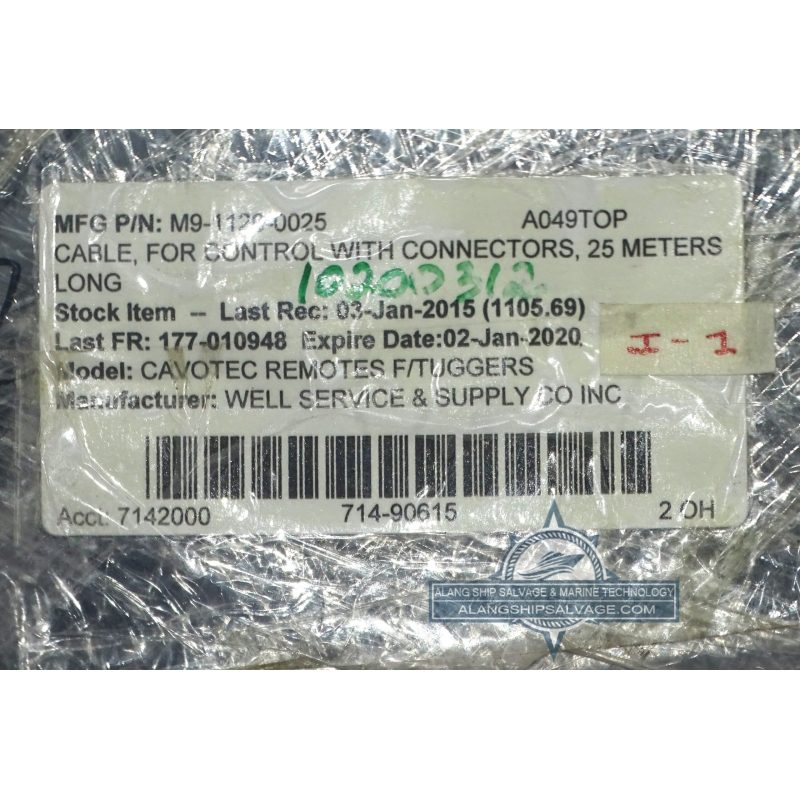 MFG P/N: M9-1120-0025 A049TOP
CABLE, FOR CONTROL WITH CONNECTORS, 25 METERS
LONG
10200312
Stock Item -- Last Rec: 03-Jan-2015 (1105.69)
Last FR: 177-010948 Expire Date:02-Jan-2020
I-1
Model: CAVOTEC REMOTES F/TUGGERS
Manufacturer: WELL SERVICE & SUPPLY CO INC
Acct: 7142000 714-90615 2 OH
ALANG SHIP SALVAGE & MARINE TECHNOLOGY
ALANGSHIPSALVAGE.COM